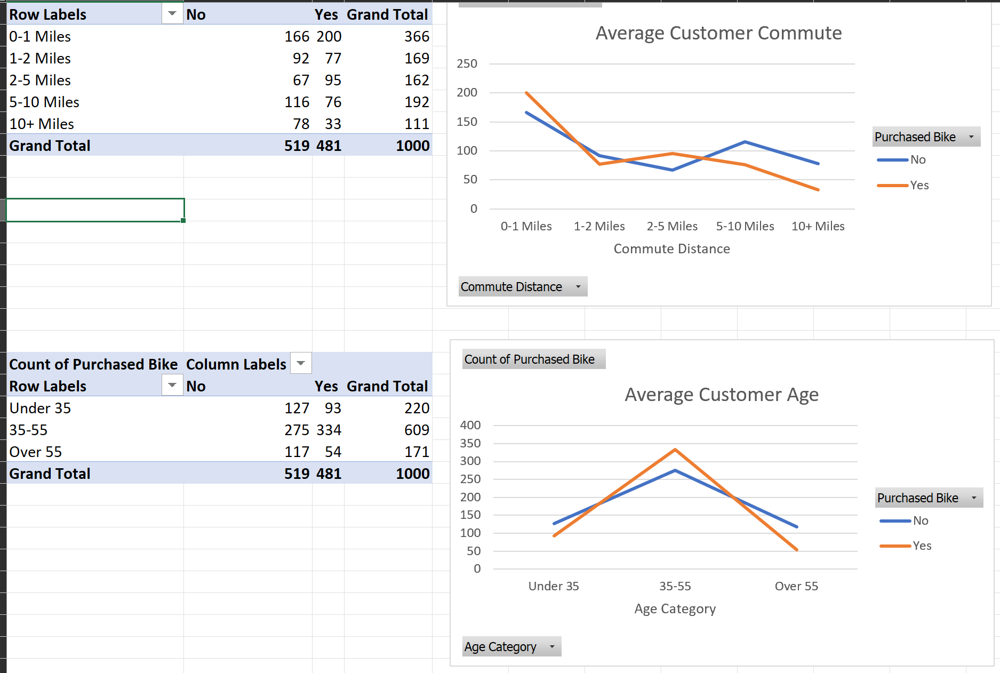 Row Labels No Yes Grand Total
0-1 Miles 166 200 366
1-2 Miles 92 77 169
2-5 Miles 67 95 162
5-10 Miles 116 76 192
10+ Miles 78 33 111
Grand Total 519 481 1000
Average Customer Commute
250
200
150
100
50
0
0-1 Miles 1-2 Miles 2-5 Miles 5-10 Miles 10+ Miles
Commute Distance
Purchased Bike
No
Yes
Commute Distance
Count of Purchased Bike Column Labels
Row Labels No Yes Grand Total
Under 35 127 93 220
35-55 275 334 609
Over 55 117 54 171
Grand Total 519 481 1000
Count of Purchased Bike
Average Customer Age
400
350
300
250
200
150
100
50
0
Under 35 35-55 Over 55
Age Category
Purchased Bike
No
Yes
Age Category